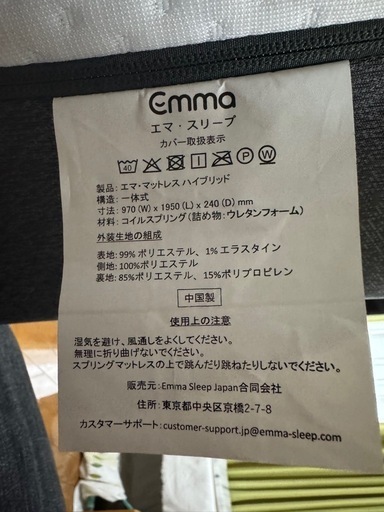 emma
エマ・スリープ
カバー取扱表示
40 P W
製品: エマ・マットレス ハイブリッド
構造: 一体式
寸法: 970 (W) x 1950 (L) x 240 (D) mm
材料: コイルスプリング (詰め物: ウレタンフォーム)
外装生地の組成
表地: 99% ポリエステル、1% エラスタイン
側地: 100%ポリエステル
裏地: 85%ポリエステル、15%ポリプロピレン
中国製
使用上の注意
湿気を避け、風通しをよくしてください。
無理に折り曲げないでください。
スプリングマットレスの上で跳んだり跳ねたりしないでください。
販売元: Emma Sleep Japan合同会社
住所: 東京都中央区京橋2-7-8
カスタマーサポート: customer-support.jp@emma-sleep.com